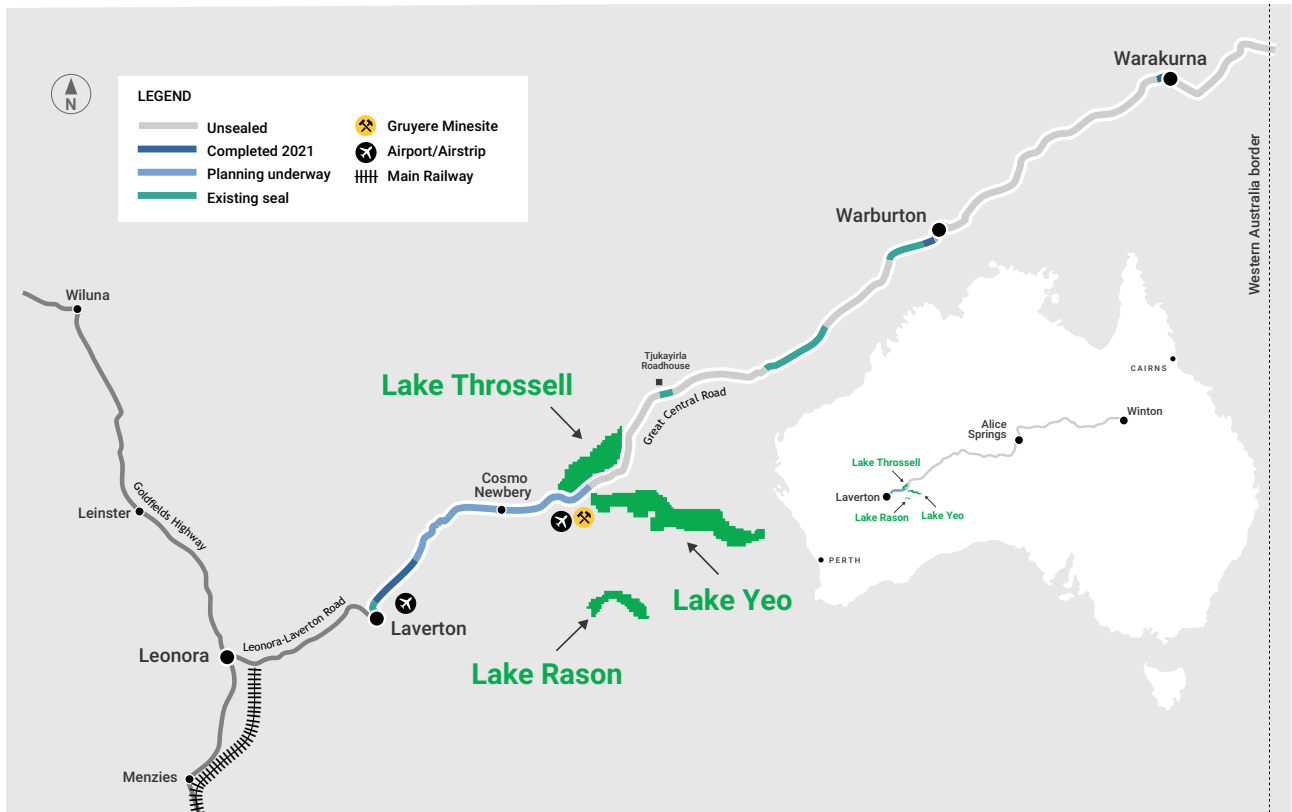 N
LEGEND
Unsealed
Completed 2021
Planning underway
Existing seal
Gruyere Minesite
Airport/Airstrip
Main Railway
Warakurna
Western Australia border
Warburton
Wiluna
Tjukayirla
Roadhouse
Great Central Road
Lake Throssell
Cosmo
Newbery
Leinster
Goldfields Highway
Lake Yeo
Leonora-Laverton Road
Laverton
Leonora
Lake Rason
Menzies
CAIRNS
Winton
Alice
Springs
Lake Throssell
Laverton
Lake Rason
Lake Yeo
PERTH